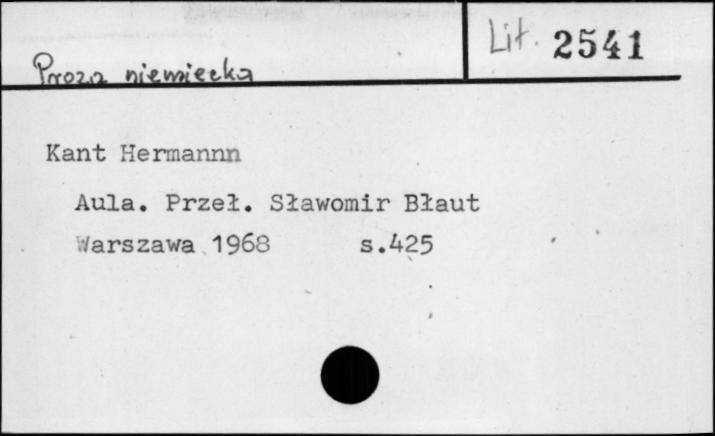 Lit. 2541
Proza niemiecka
Kant Hermannn
Aula. Przeł. Sławomir Błaut
Warszawa 1968 s.425